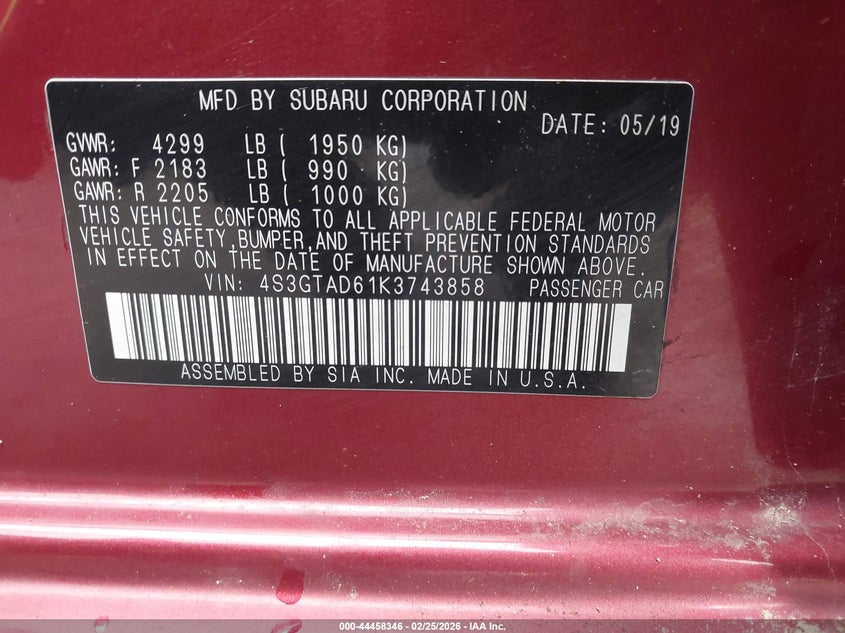 MFD BY SUBARU CORPORATION
DATE: 05/19
GVWR: 4299 LB ( 1950 KG)
GAWR: F 2183 LB ( 990 KG)
GAWR: R 2205 LB ( 1000 KG)
THIS VEHICLE CONFORMS TO ALL APPLICABLE FEDERAL MOTOR
VEHICLE SAFETY,BUMPER,AND THEFT PREVENTION STANDARDS
IN EFFECT ON THE DATE OF MANUFACTURE SHOWN ABOVE.
VIN: 4S3GTAD61K3743858 PASSENGER CAR
ASSEMBLED BY SIA INC. MADE IN U.S.A.
000-44458346 - 02/25/2026 - IAA Inc.